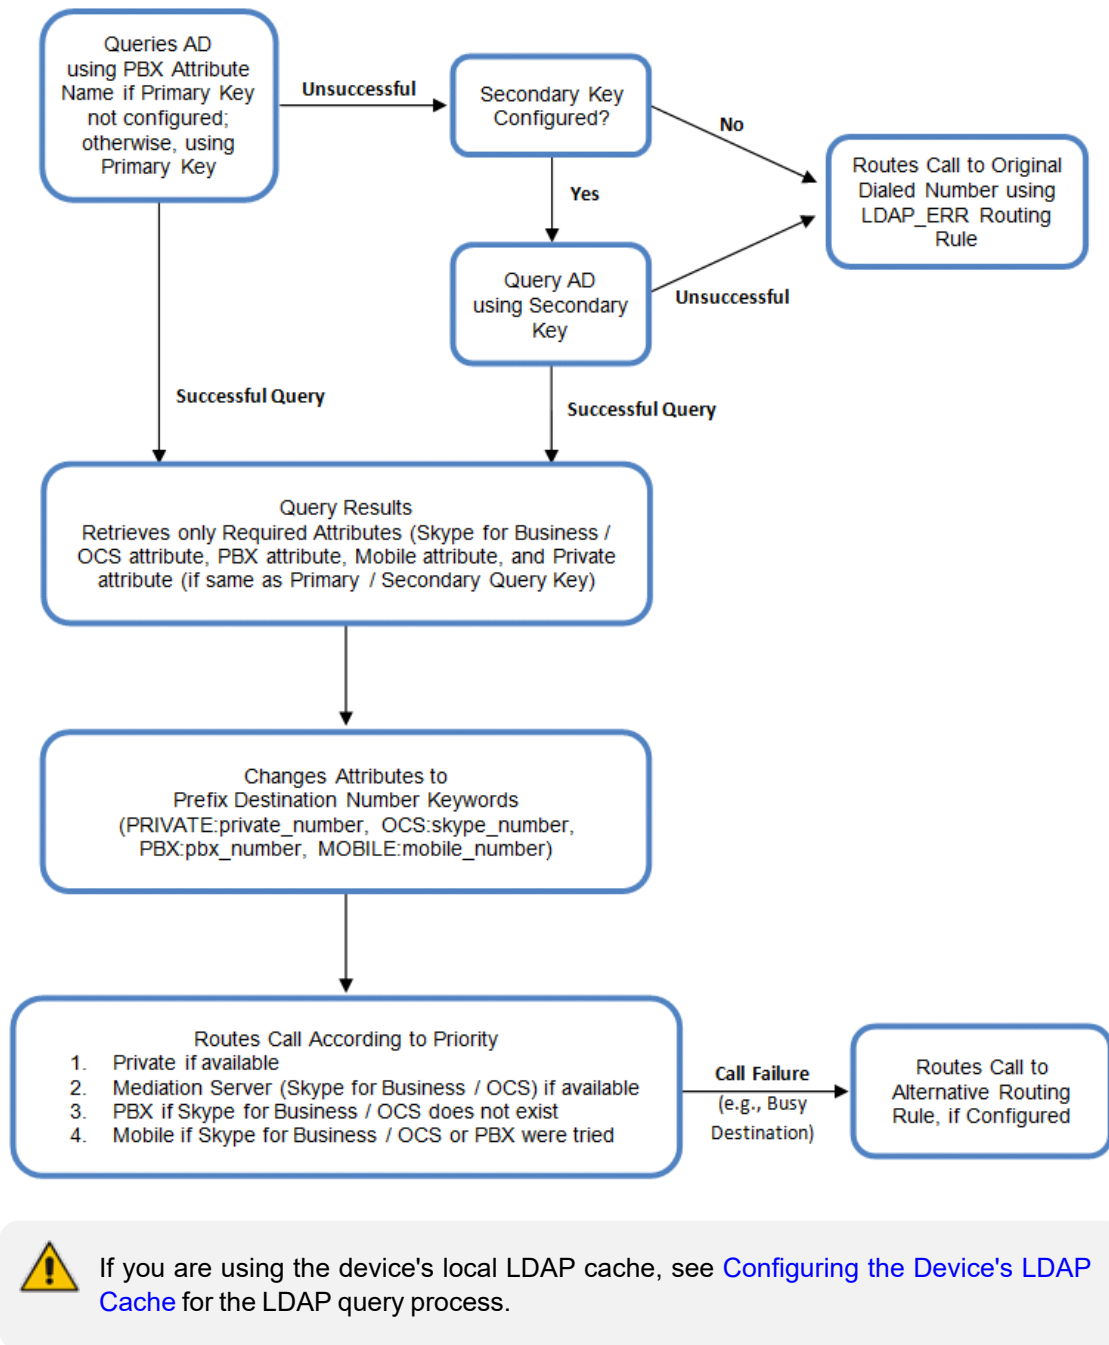 Queries AD
using PBX Attribute
Name if Primary Key
not configured;
otherwise, using
Primary Key
Unsuccessful
Secondary Key
Configured?
No
Routes Call to Original
Dialed Number using
LDAP_ERR Routing
Rule
Yes
Query AD
using Secondary
Key
Unsuccessful
Successful Query
Successful Query
Query Results
Retrieves only Required Attributes (Skype for Business /
OCS attribute, PBX attribute, Mobile attribute, and Private
attribute (if same as Primary / Secondary Query Key)
Changes Attributes to
Prefix Destination Number Keywords
(PRIVATE:private_number, OCS:skype_number,
PBX:pbx_number, MOBILE:mobile_number)
Routes Call According to Priority
1. Private if available
2. Mediation Server (Skype for Business / OCS) if available
3. PBX if Skype for Business / OCS does not exist
4. Mobile if Skype for Business / OCS or PBX were tried
Call Failure
(e.g., Busy
Destination)
Routes Call to
Alternative Routing
Rule, if Configured
If you are using the device's local LDAP cache, see Configuring the Device's LDAP
Cache for the LDAP query process.